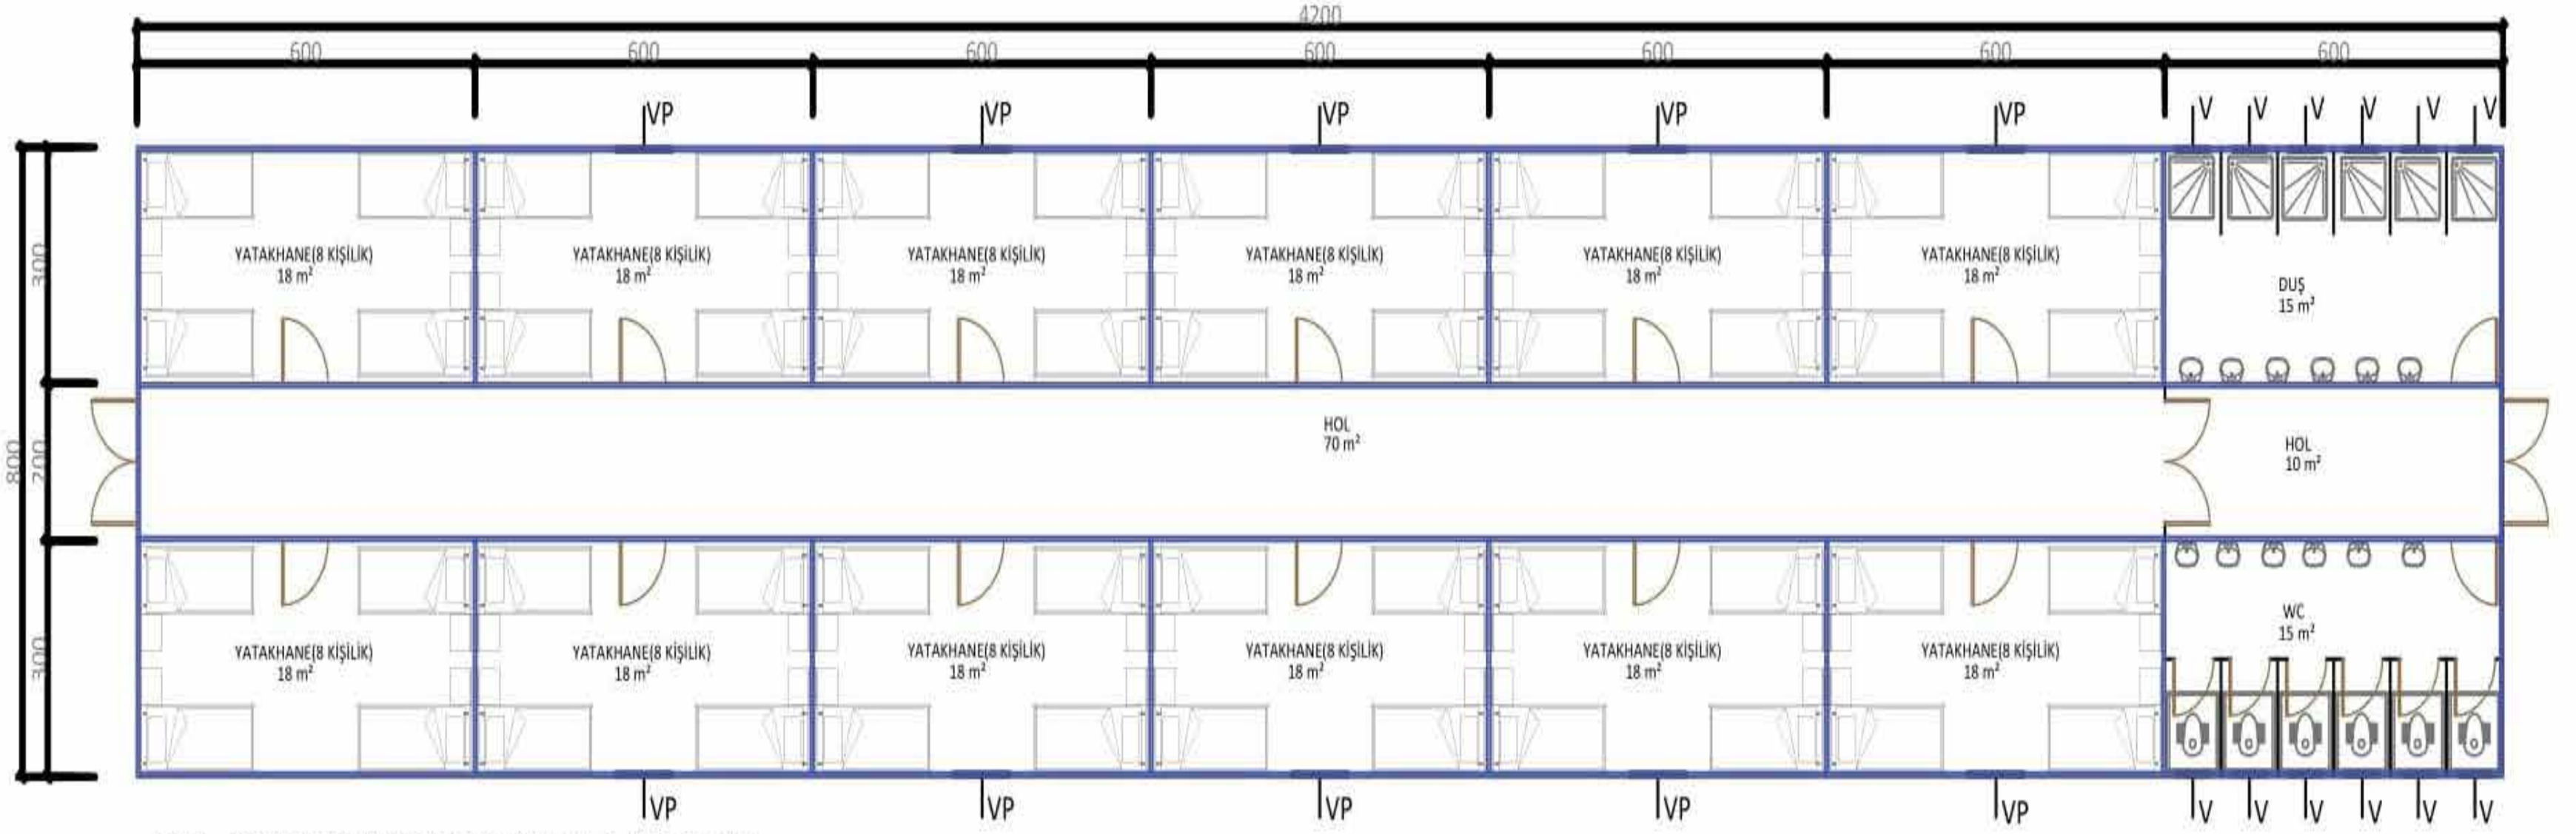 4200
600 600 600 600 600 600 600
VP VP VP VP VP V V V V V V
YATAKHANE(8 KİŞİLİK) YATAKHANE(8 KİŞİLİK) YATAKHANE(8 KİŞİLİK) YATAKHANE(8 KİŞİLİK) YATAKHANE(8 KİŞİLİK) YATAKHANE(8 KİŞİLİK)
18 m² 18 m² 18 m² 18 m² 18 m² 18 m²
300
DUŞ
15 m²
HOL
70 m²
HOL
10 m²
800
200
WC
15 m²
YATAKHANE(8 KİŞİLİK) YATAKHANE(8 KİŞİLİK) YATAKHANE(8 KİŞİLİK) YATAKHANE(8 KİŞİLİK) YATAKHANE(8 KİŞİLİK) YATAKHANE(8 KİŞİLİK)
18 m² 18 m² 18 m² 18 m² 18 m² 18 m²
300
VP VP VP VP VP V V V V V V